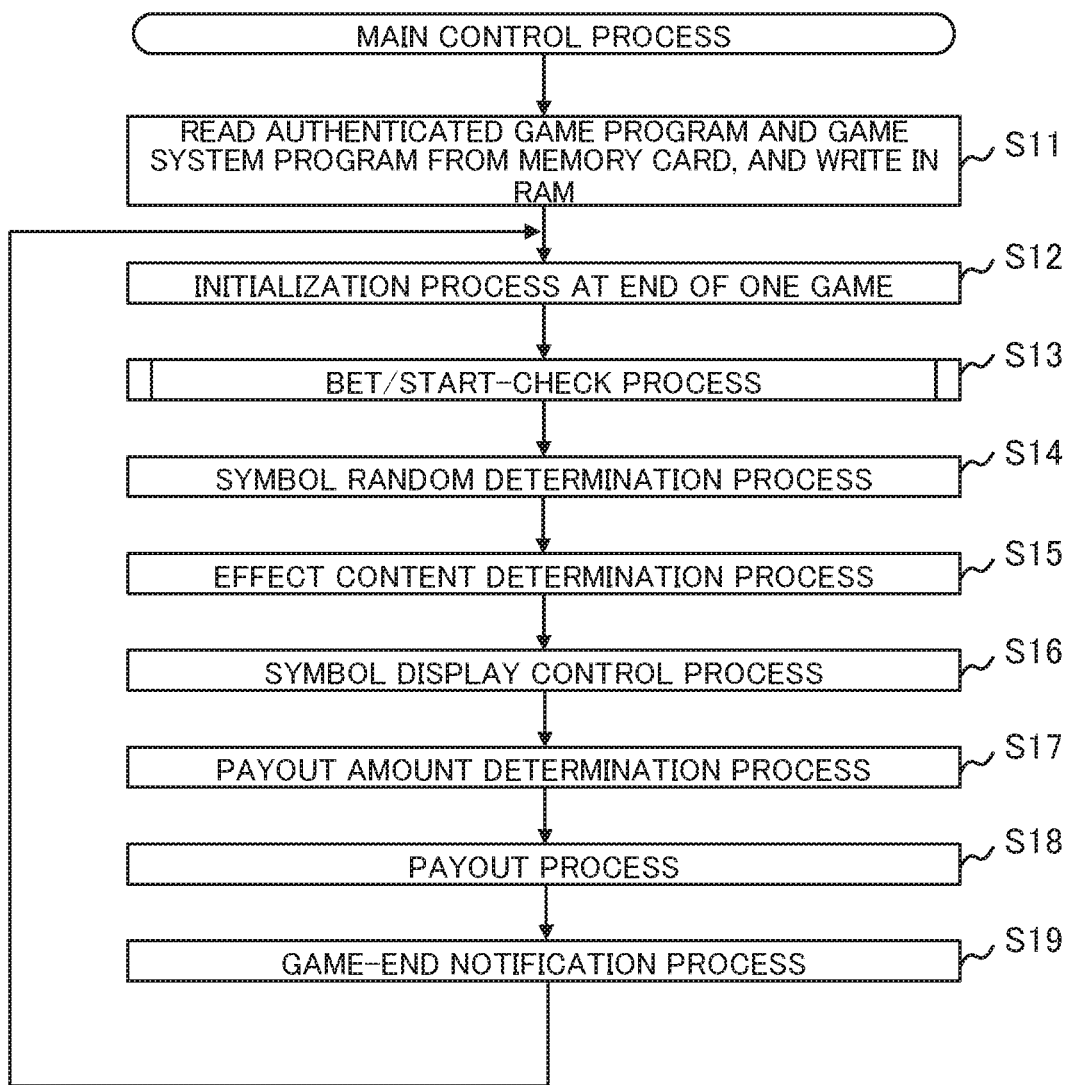 MAIN CONTROL PROCESS
READ AUTHENTICATED GAME PROGRAM AND GAME
SYSTEM PROGRAM FROM MEMORY CARD, AND WRITE IN
RAM
S11
INITIALIZATION PROCESS AT END OF ONE GAME
S12
BET/START-CHECK PROCESS
S13
SYMBOL RANDOM DETERMINATION PROCESS
S14
EFFECT CONTENT DETERMINATION PROCESS
S15
SYMBOL DISPLAY CONTROL PROCESS
S16
PAYOUT AMOUNT DETERMINATION PROCESS
S17
PAYOUT PROCESS
S18
GAME-END NOTIFICATION PROCESS
S19